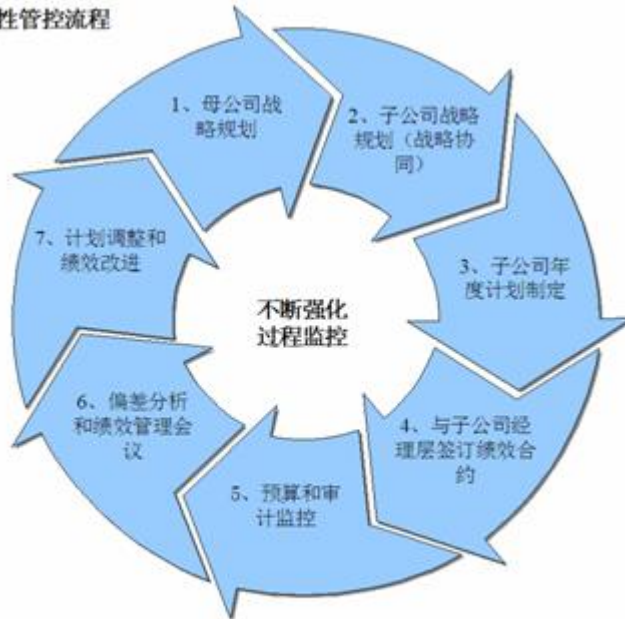 性管控流程
1、母公司战
略规划
2、子公司战略
规划（战略协
同）
3、子公司年
度计划制定
4、与子公司经
理层签订绩效合
约
5、预算和审
计监控
6、偏差分析
和绩效管理会
议
7、计划调整和
绩效改进
不断强化
过程监控